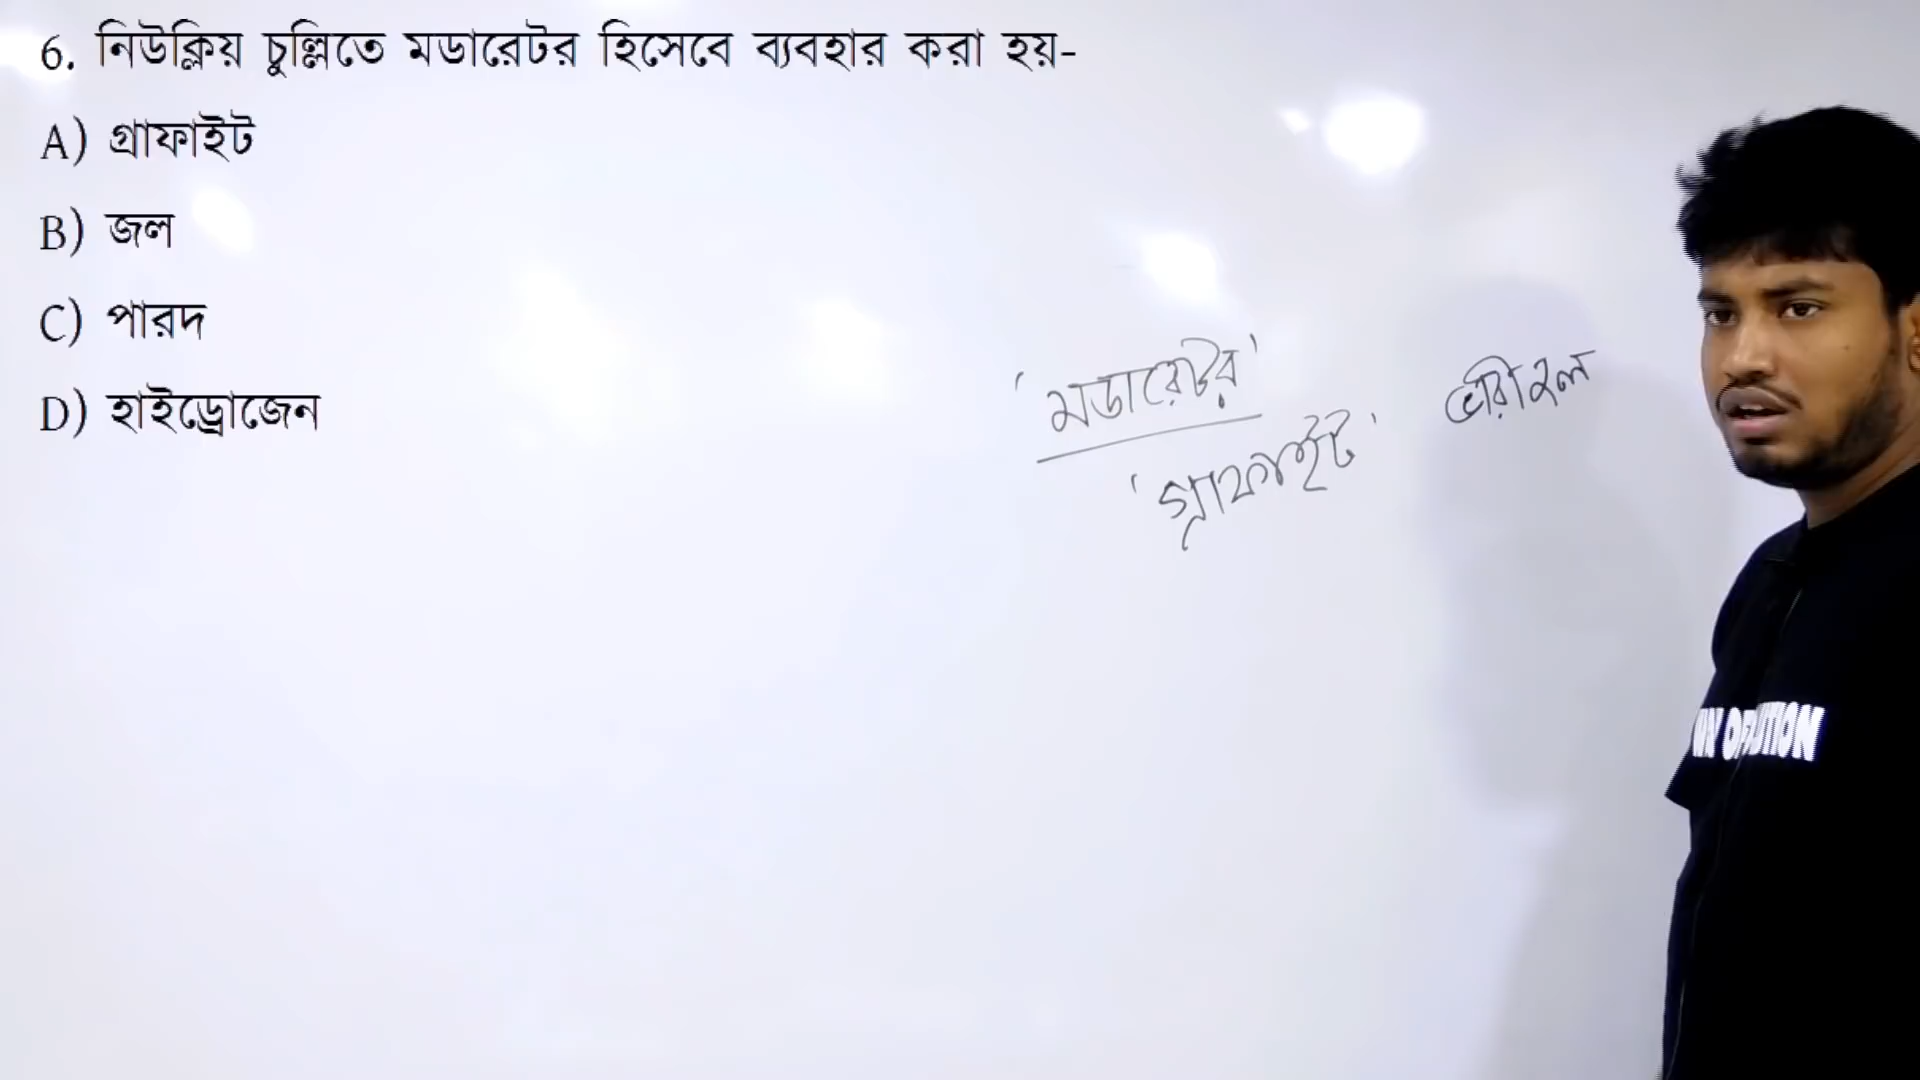 6. নিউক্লিয় চুল্লিতে মডারেটর হিসেবে ব্যবহার করা হয়-
A) গ্রাফাইট
B) জল
C) পারদ
D) হাইড্রোজেন
'মডারেটর'
'গ্রাফাইট'